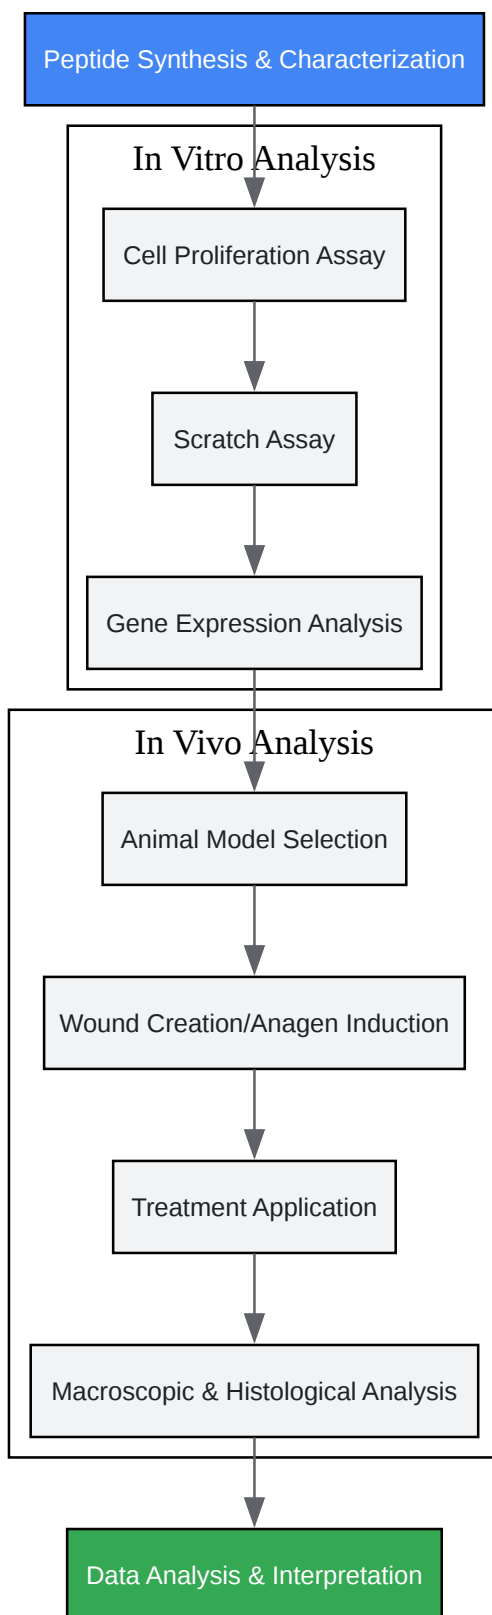 Peptide Synthesis & Characterization
In Vitro Analysis
Cell Proliferation Assay
Scratch Assay
Gene Expression Analysis
In Vivo Analysis
Animal Model Selection
Wound Creation/Anagen Induction
Treatment Application
Macroscopic & Histological Analysis
Data Analysis & Interpretation